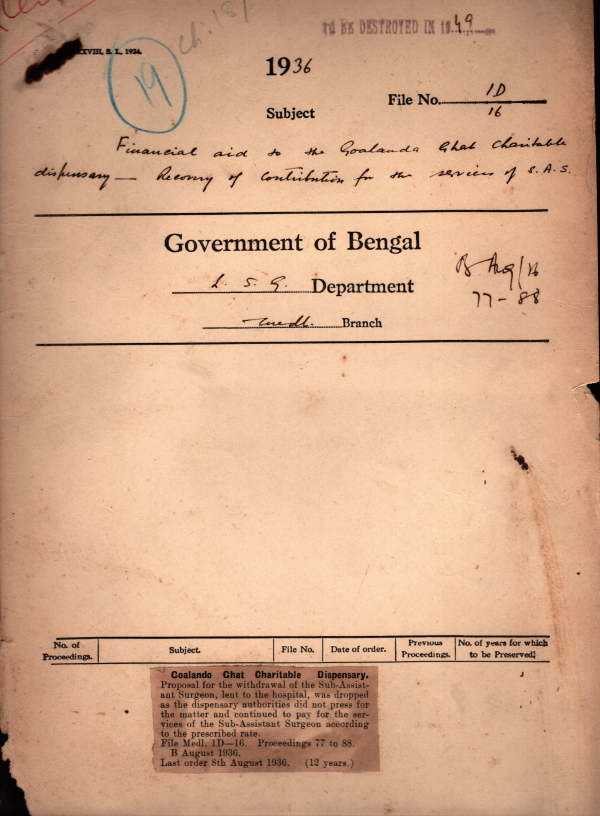 TO BE DESTROYED IN 1949
XXVIII, S. L., 1934.
19
1936
File No. 1D/16
Subject
Financial aid to the Goalanda Ghat Charitable
dispensary — Recovery of contribution for the services of S.A.S.
Government of Bengal
L. S. G. Department
Medl. Branch
B Aug/16
77-88
No. of Proceedings. Subject. File No. Date of order. Previous Proceedings. No. of years for which to be Preserved.
Goalando Ghat Charitable Dispensary.
Proposal for the withdrawal of the Sub-Assist-
ant Surgeon, lent to the hospital, was dropped
as the dispensary authorities did not press for
the matter and continued to pay for the ser-
vices of the Sub-Assistant Surgeon according
to the prescribed rate.
File Medl. 1D—16. Proceedings 77 to 88.
B August 1936.
Last order 8th August 1936. (12 years.)